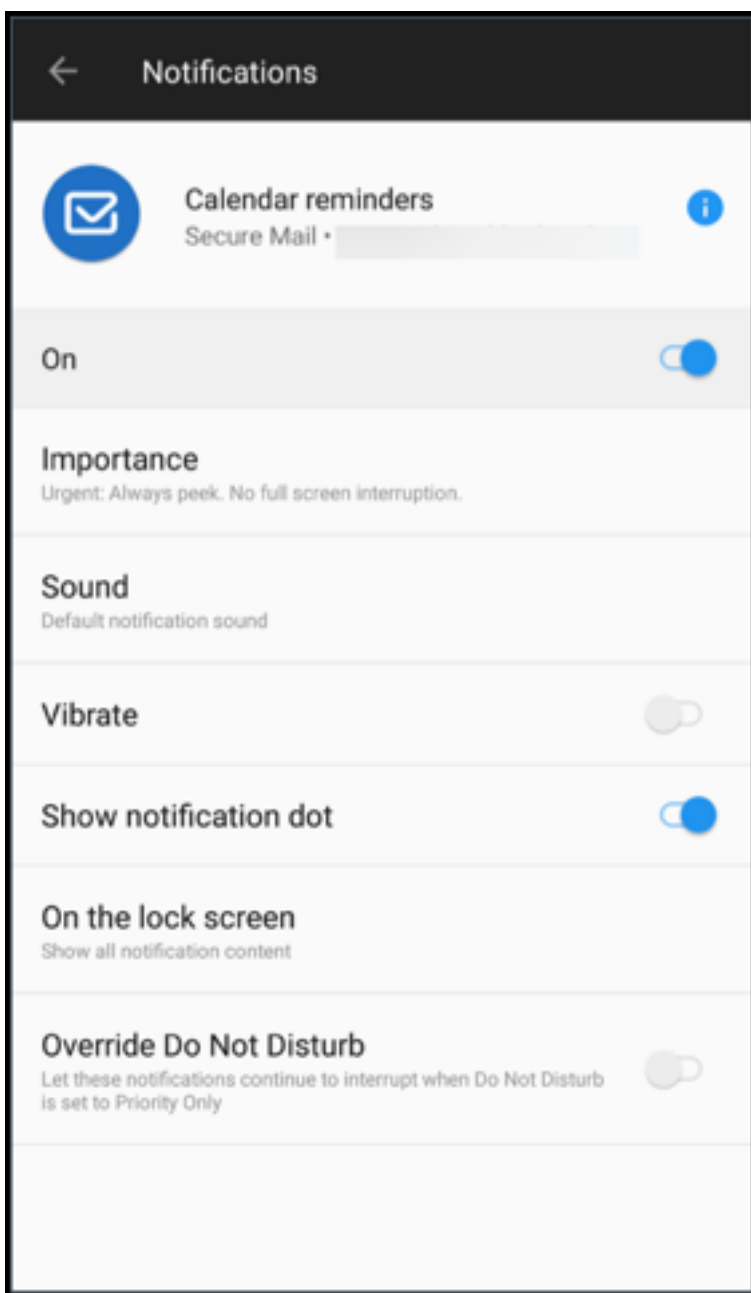 Notifications
Calendar reminders
Secure Mail •
On
Importance
Urgent: Always peek. No full screen interruption.
Sound
Default notification sound
Vibrate
Show notification dot
On the lock screen
Show all notification content
Override Do Not Disturb
Let these notifications continue to interrupt when Do Not Disturb
is set to Priority Only